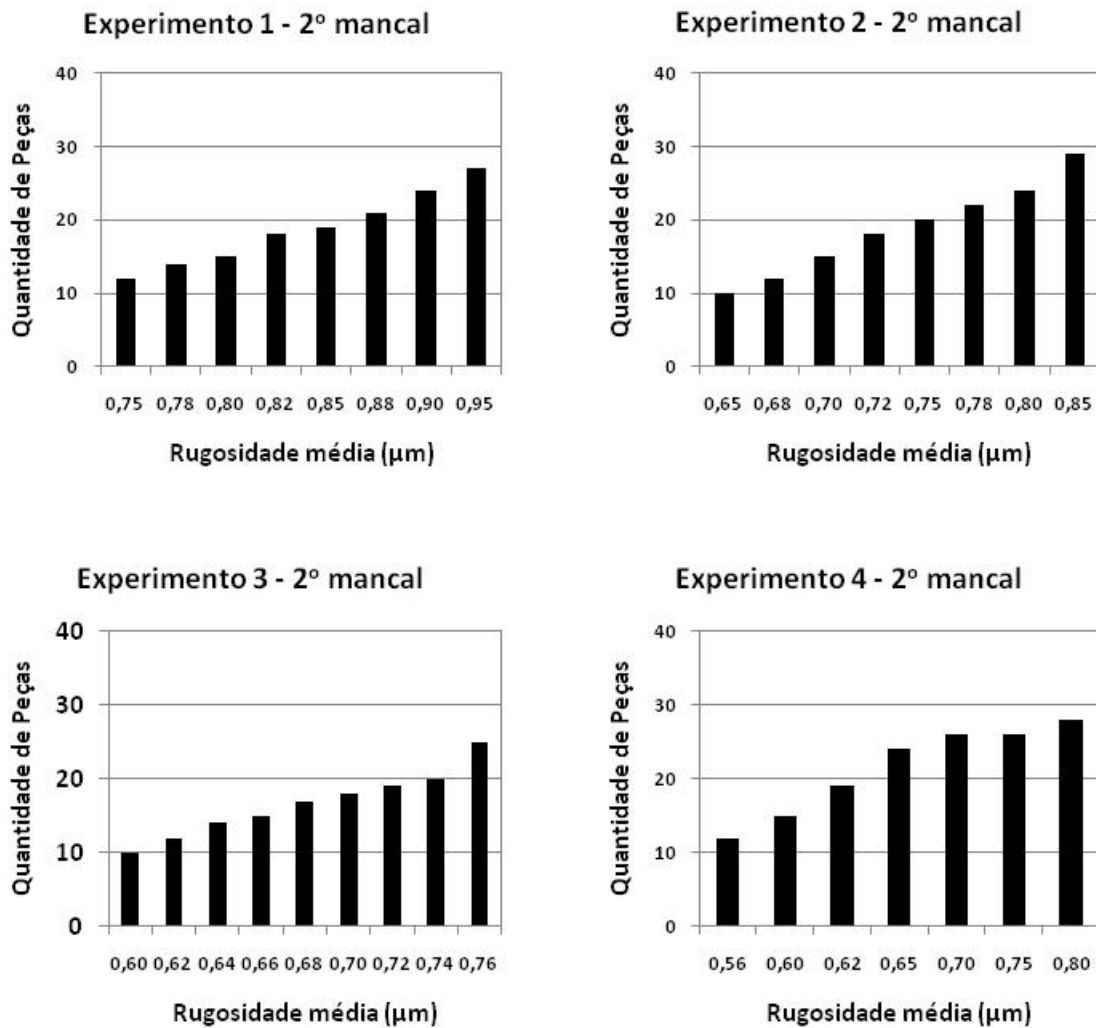 Experimento 1 - 2º mancal
Quantidade de Peças
40
30
20
10
0
0,75 0,78 0,80 0,82 0,85 0,88 0,90 0,95
Rugosidade média (µm)
Experimento 2 - 2º mancal
Quantidade de Peças
40
30
20
10
0
0,65 0,68 0,70 0,72 0,75 0,78 0,80 0,85
Rugosidade média (µm)
Experimento 3 - 2º mancal
Quantidade de Peças
40
30
20
10
0
0,60 0,62 0,64 0,66 0,68 0,70 0,72 0,74 0,76
Rugosidade média (µm)
Experimento 4 - 2º mancal
Quantidade de Peças
40
30
20
10
0
0,56 0,60 0,62 0,65 0,70 0,75 0,80
Rugosidade média (µm)